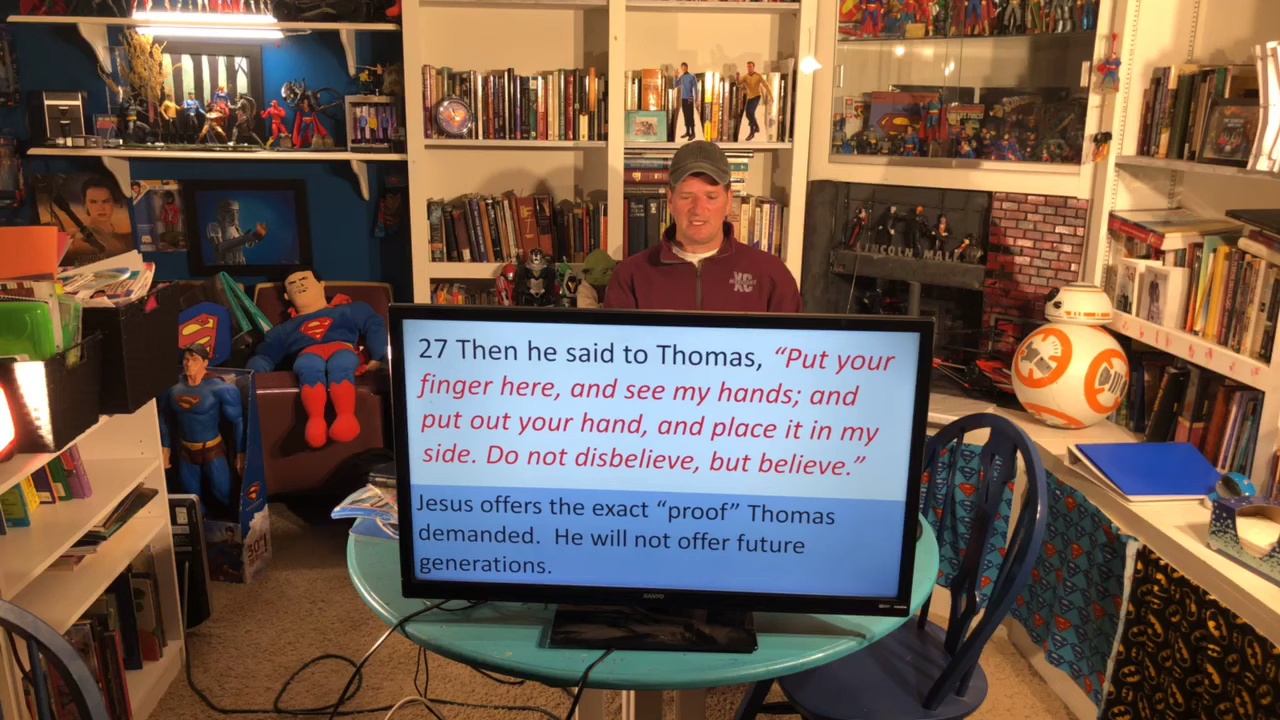 LINCOLN MALL
XC
27 Then he said to Thomas, “Put your
finger here, and see my hands; and
put out your hand, and place it in my
side. Do not disbelieve, but believe.”
Jesus offers the exact “proof” Thomas
demanded.  He will not offer future
generations.
SANYO